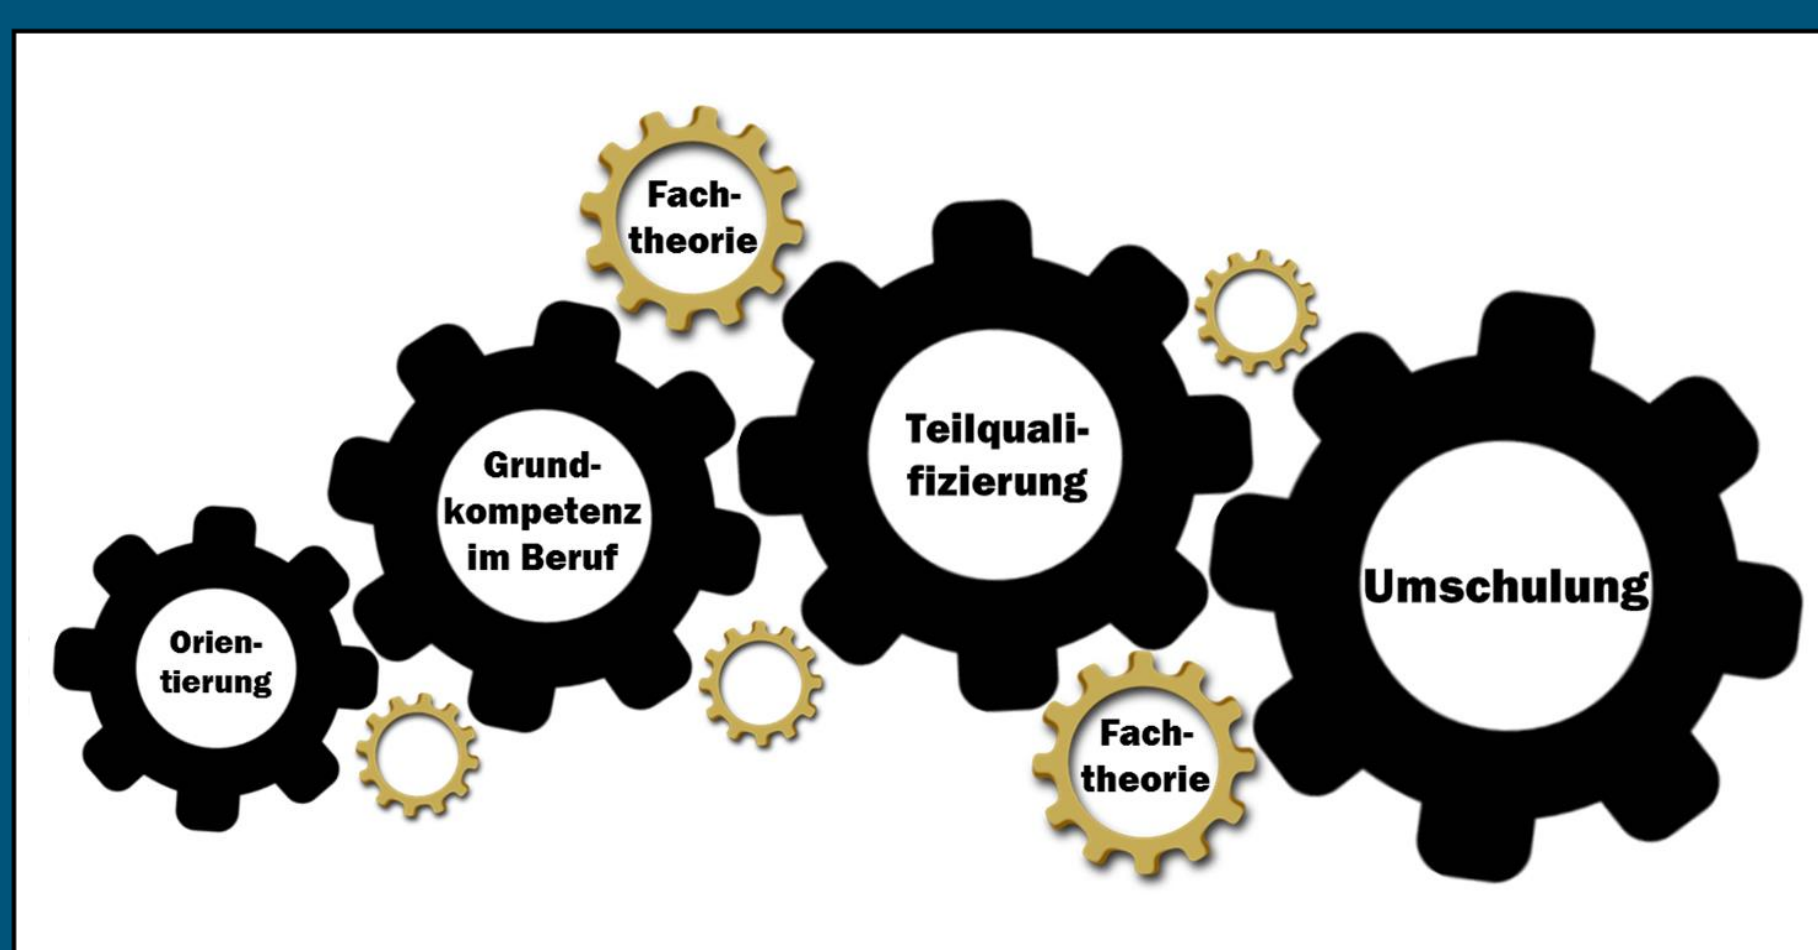 Orien-
tierung
Grund-
kompetenz
im Beruf
Fach-
theorie
Teilquali-
fizierung
Fach-
theorie
Umschulung